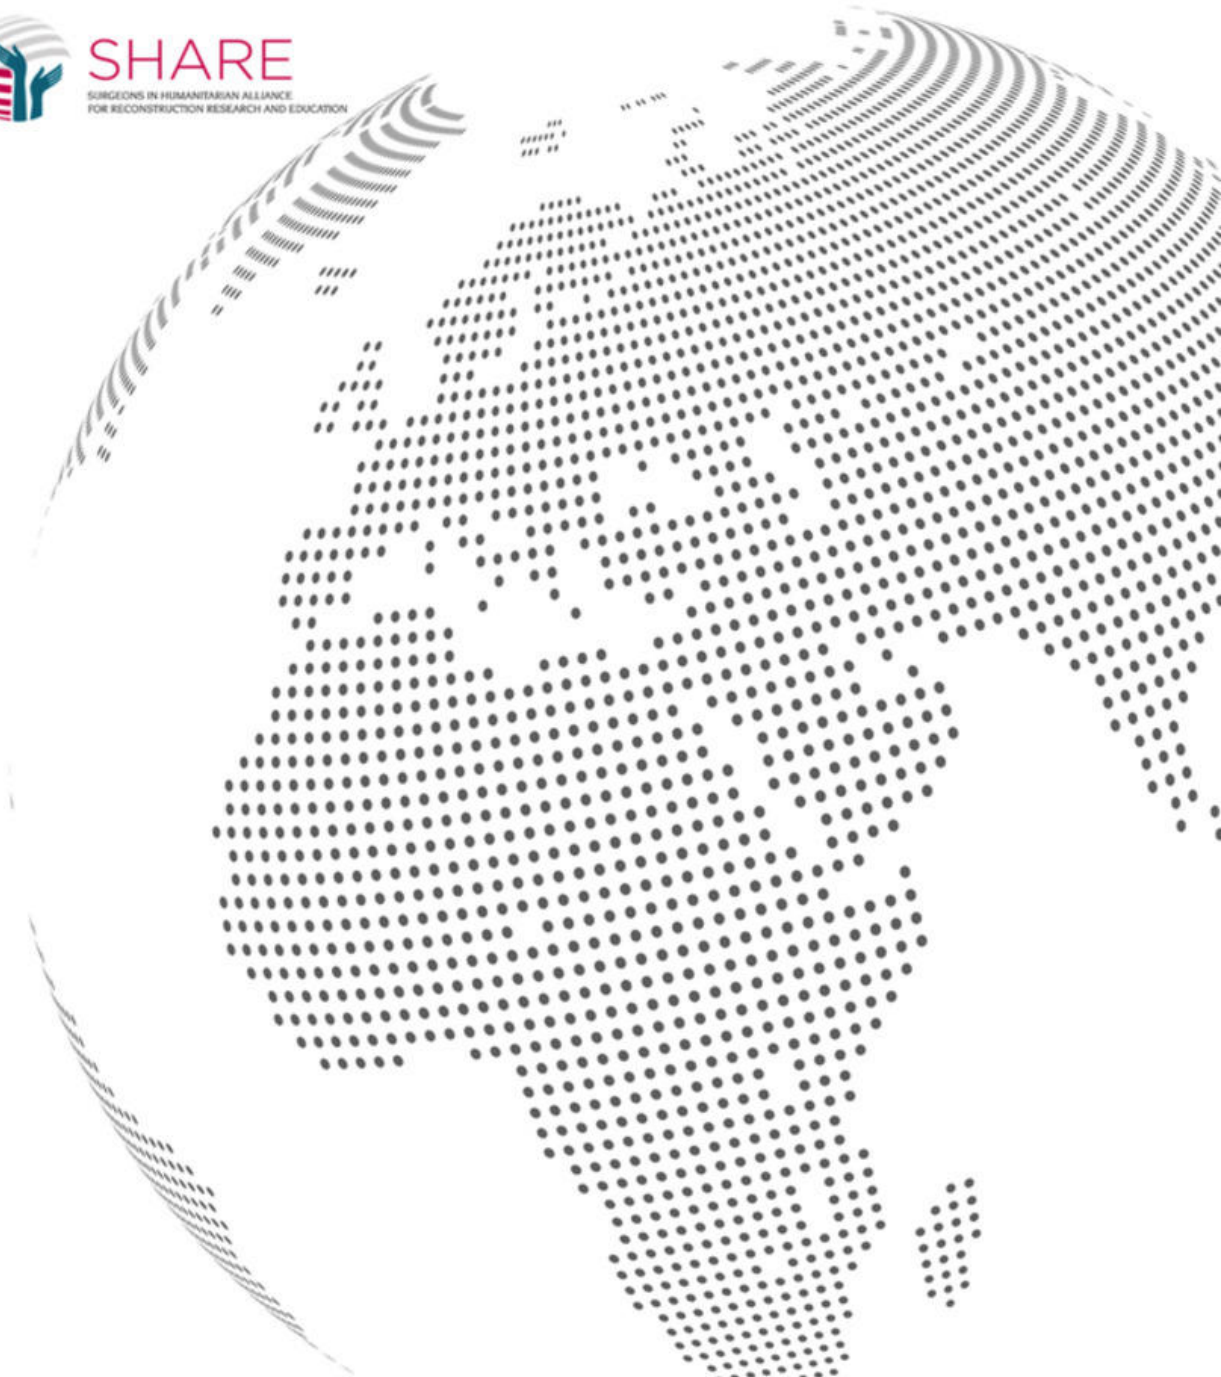 SHARE
SURGEONS IN HUMANITARIAN ALLIANCE
FOR RECONSTRUCTION RESEARCH AND EDUCATION